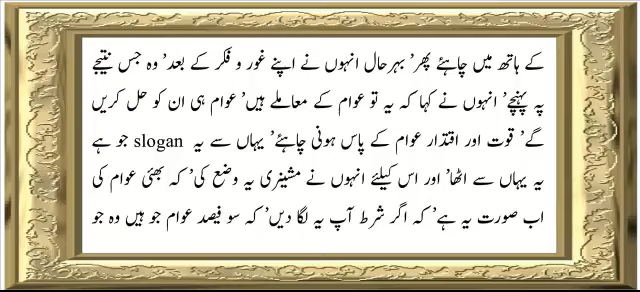 کے ہاتھ میں چاہئے پھر’ بہرحال انہوں نے اپنے غور و فکر کے بعد’ وہ جس نتیجے
پہ پہنچے’ انہوں نے کہا کہ یہ تو عوام کے معاملے ہیں’ عوام ہی ان کو حل کریں
گے’ قوت اور اقتدار عوام کے پاس ہونی چاہئے’ یہاں سے یہ slogan جو ہے
یہ یہاں سے اٹھا’ اور اس کیلئے انہوں نے مشینری یہ وضع کی’ کہ بھئی عوام کی
اب صورت یہ ہے’ کہ اگر شرط آپ یہ لگا دیں’ کہ سو فیصد عوام جو ہیں وہ جو